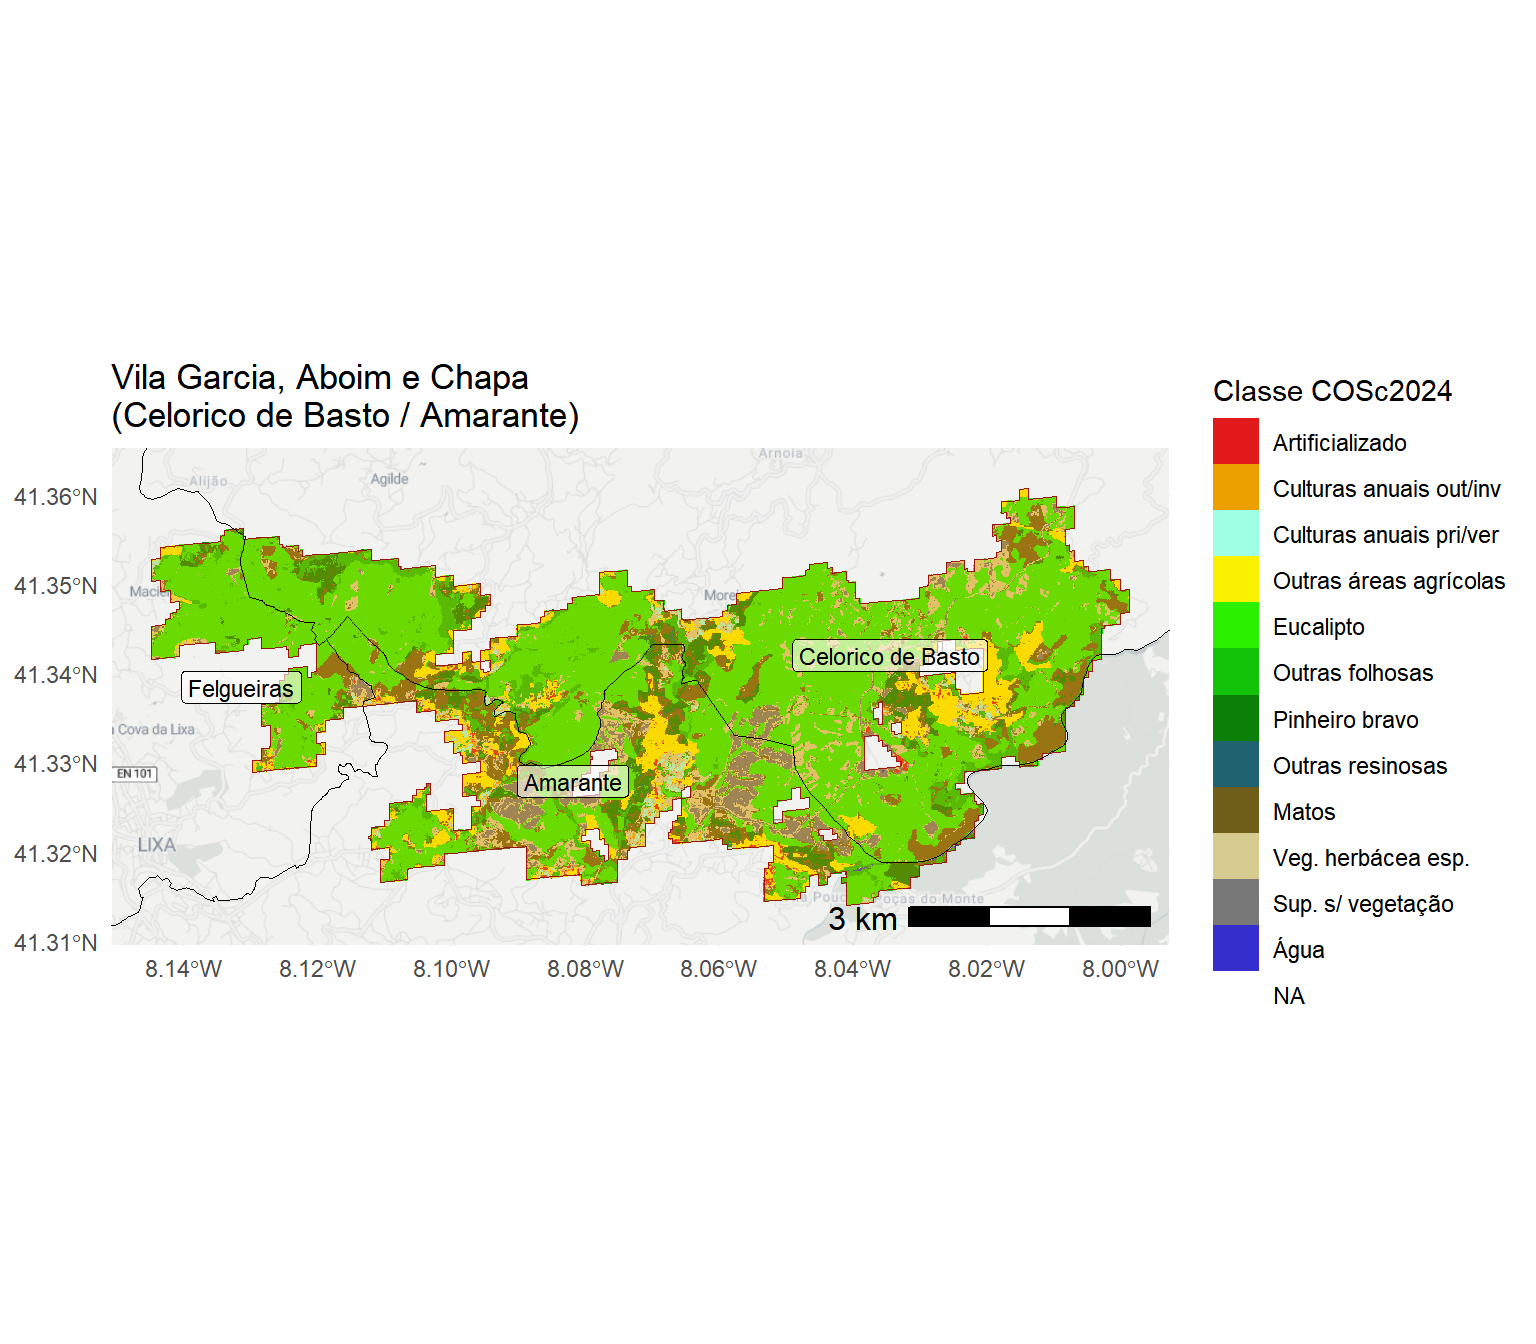 Vila Garcia, Aboim e Chapa
(Celorico de Basto / Amarante)
Classe COSc2024
Artificializado
Culturas anuais out/inv
Culturas anuais pri/ver
Outras áreas agrícolas
Eucalipto
Outras folhosas
Pinheiro bravo
Outras resinosas
Matos
Veg. herbácea esp.
Sup. s/ vegetação
Água
NA
41.36°N
41.35°N
41.34°N
41.33°N
41.32°N
41.31°N
Arnoia
Alijão
Agilde
Celorico de Basto
Felgueiras
Cova da Lixa
EN 101
Amarante
LIXA
Poças do Monte
3 km
8.14°W
8.12°W
8.10°W
8.08°W
8.06°W
8.04°W
8.02°W
8.00°W